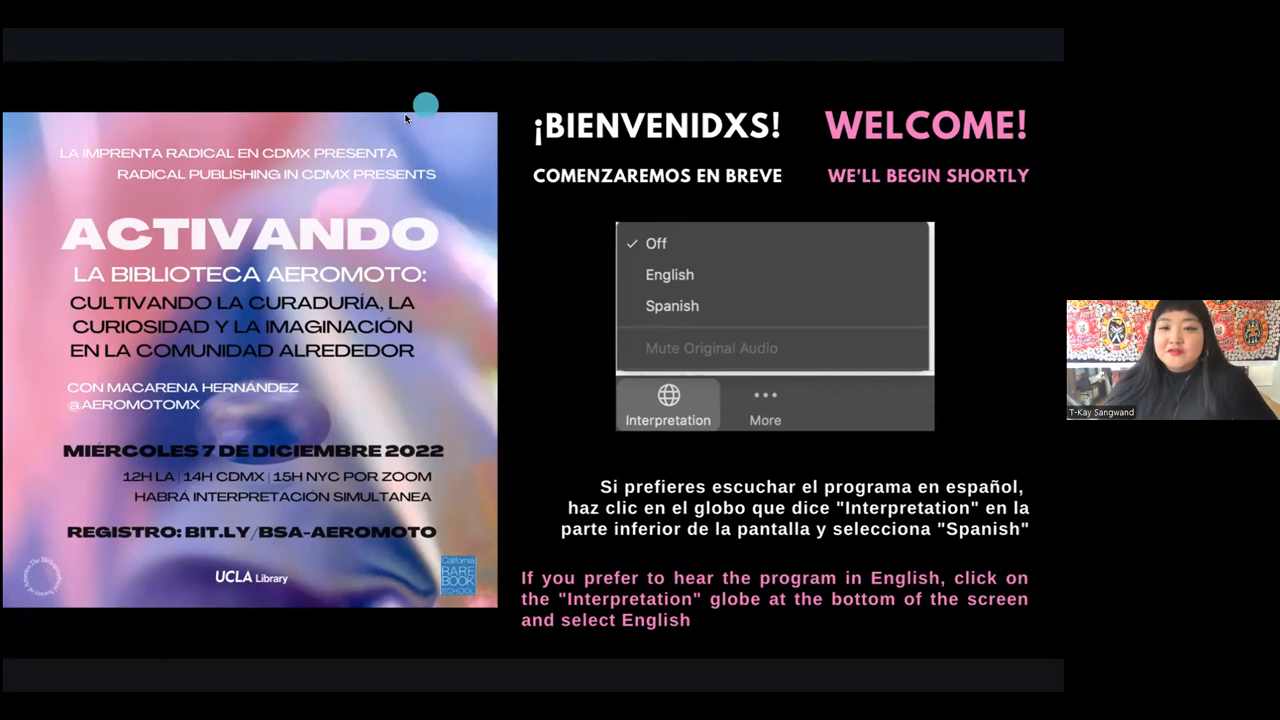 LA IMPRENTA RADICAL EN CDMX PRESENTA
RADICAL PUBLISHING IN CDMX PRESENTS
ACTIVANDO
LA BIBLIOTECA AEROMOTO:
CULTIVANDO LA CURADURÍA, LA
CURIOSIDAD Y LA IMAGINACIÓN
EN LA COMUNIDAD ALREDEDOR
CON MACARENA HERNÁNDEZ
@AEROMOTOMX
MIÉRCOLES 7 DE DICIEMBRE 2022
12H LA | 14H CDMX | 15H NYC POR ZOOM
HABRÁ INTERPRETACIÓN SIMULTANEA
REGISTRO: BIT.LY/BSA-AEROMOTO
UCLA Library
California
RARE
BOOK
SCHOOL
¡BIENVENIDXS!
COMENZAREMOS EN BREVE
WELCOME!
WE'LL BEGIN SHORTLY
✓ Off
English
Spanish
Mute Original Audio
Interpretation
More
Si prefieres escuchar el programa en español,
haz clic en el globo que dice "Interpretation" en la
parte inferior de la pantalla y selecciona "Spanish"
If you prefer to hear the program in English, click on
the "Interpretation" globe at the bottom of the screen
and select English
T-Kay Sangwand